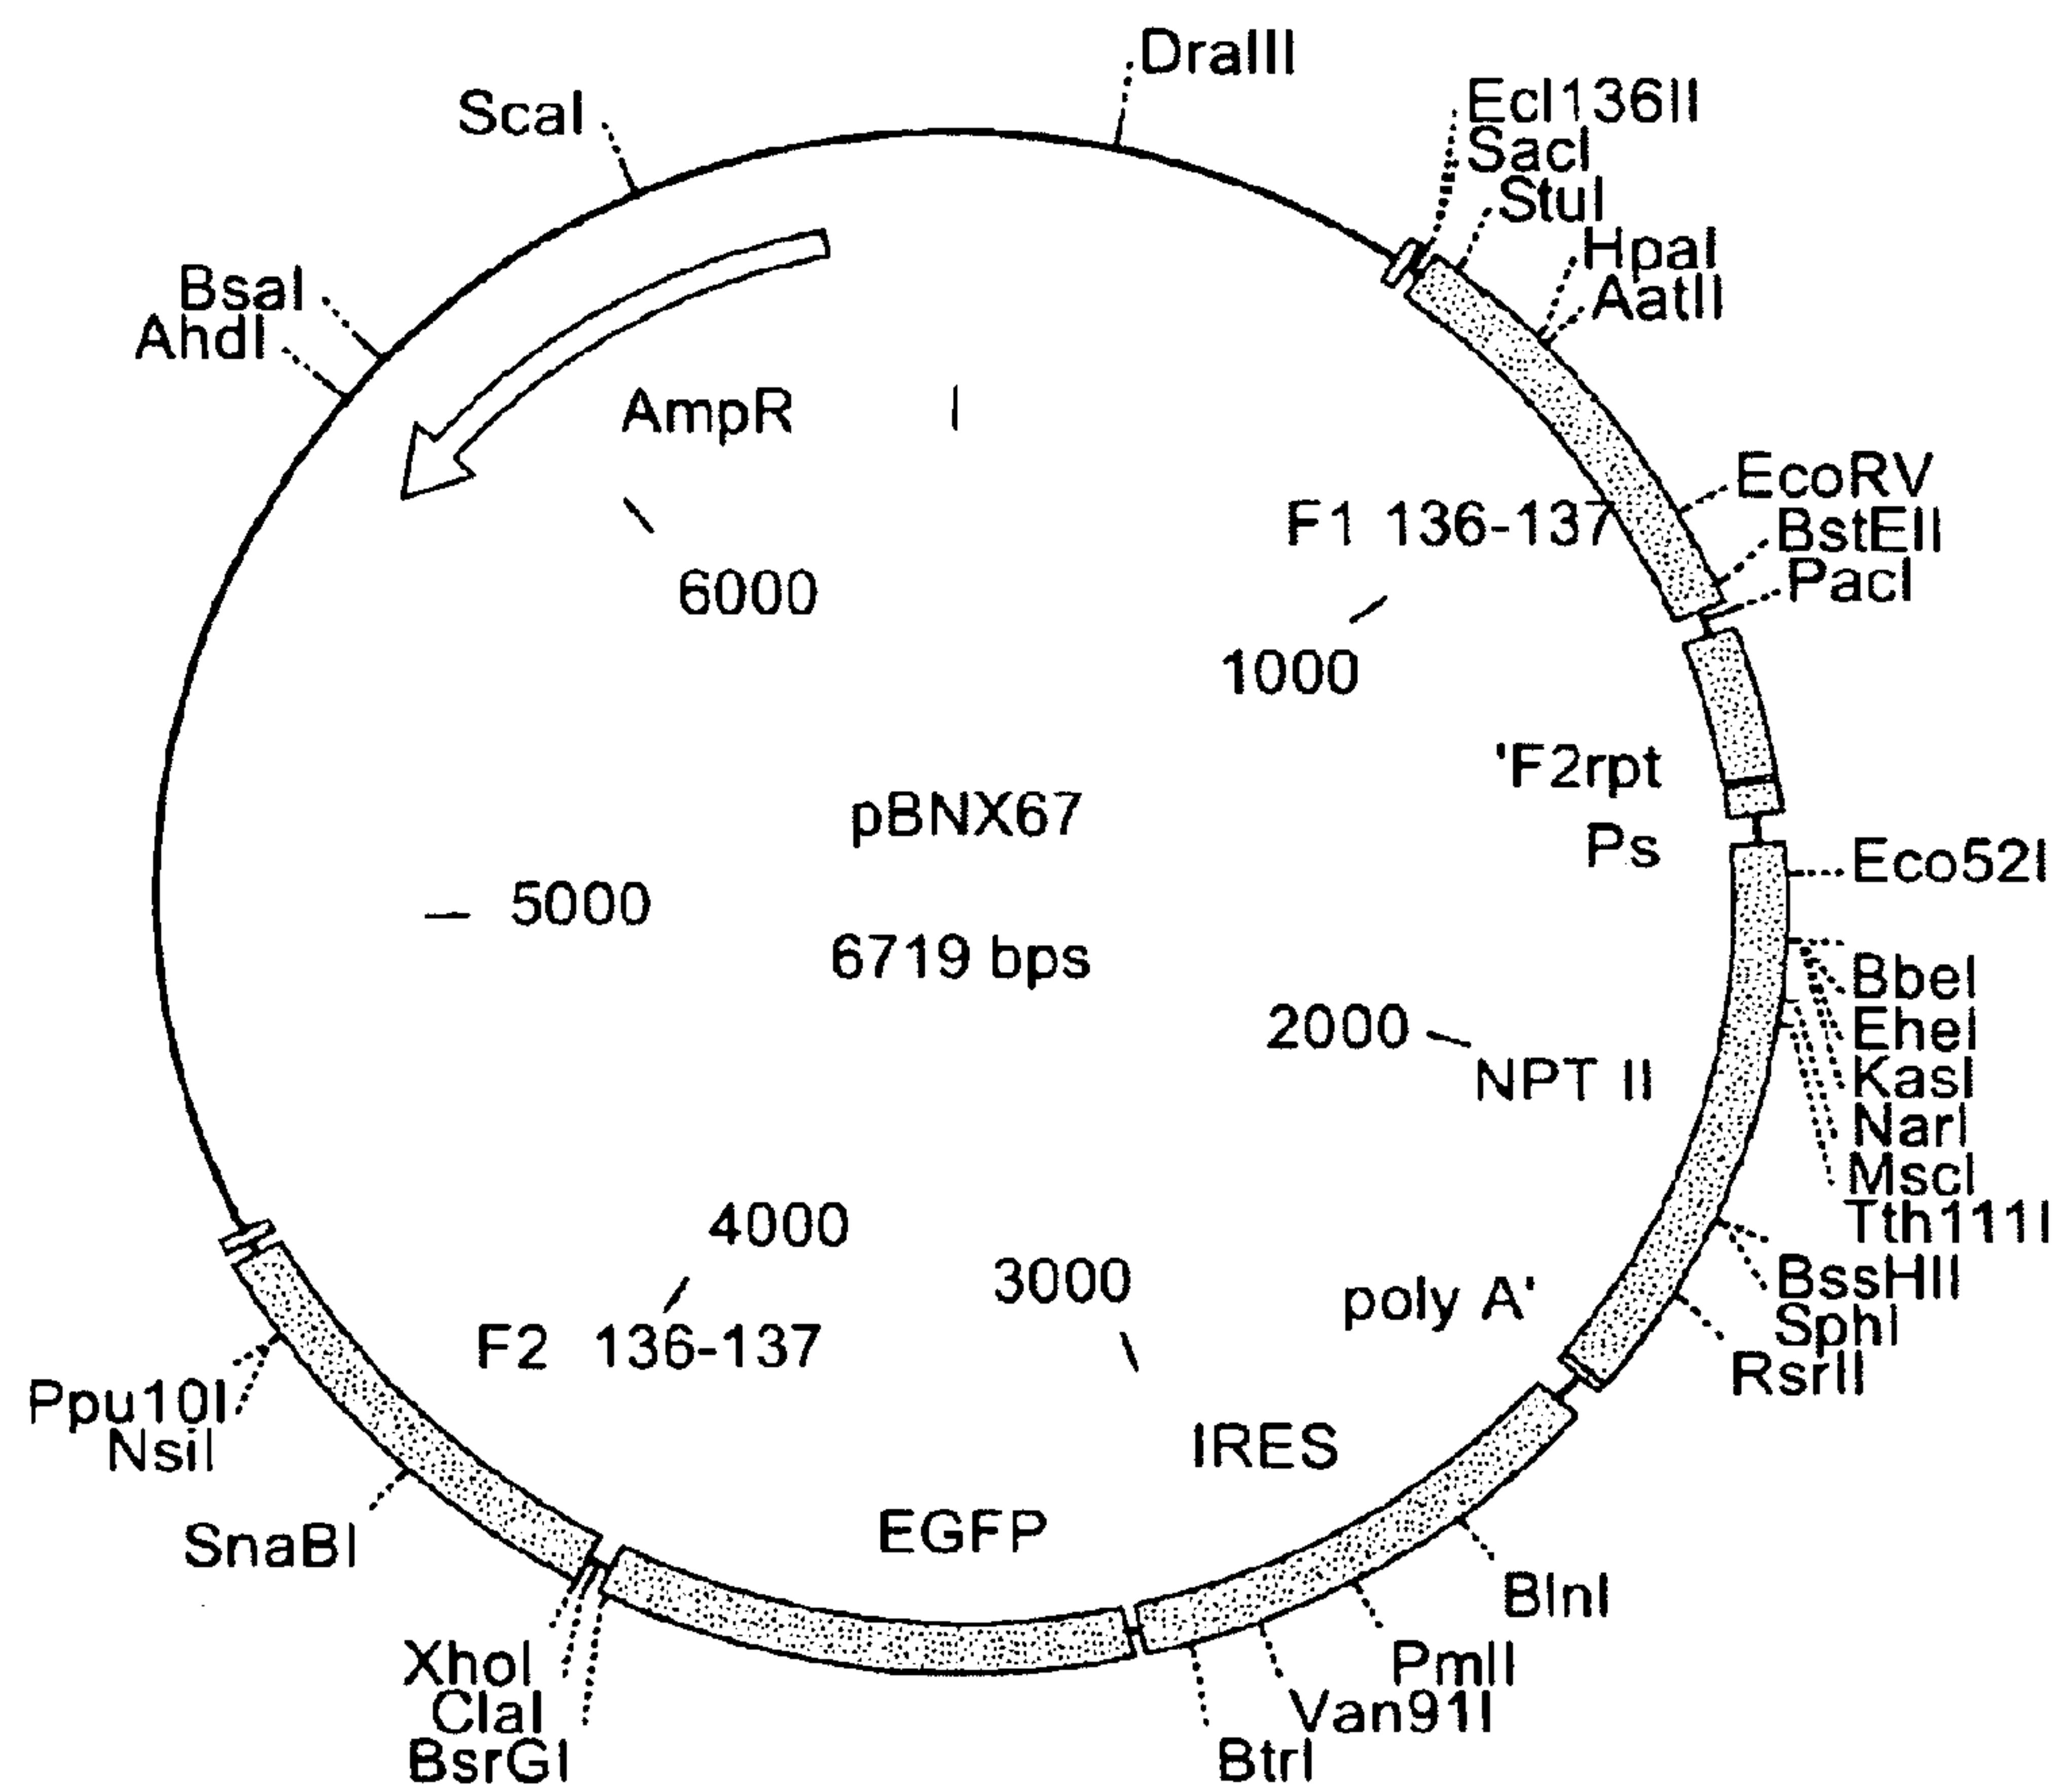 DraIII
ScaI
Ecl136II
SacI
StuI
HpaI
AatII
BsaI
AhdI
AmpR
EcoRV
BstEII
PacI
F1 136-137
6000
1000
'F2rpt
Ps
pBNX67
6719 bps
5000
Eco52I
BbeI
EheI
KasI
NarI
MscI
Tth111I
2000
NPT II
BssHII
SphI
RsrII
4000
3000
poly A'
F2 136-137
Ppu10I
NsiI
IRES
EGFP
SnaBI
BlnI
PmlI
Van91I
BtrI
XhoI
ClaI
BsrGI